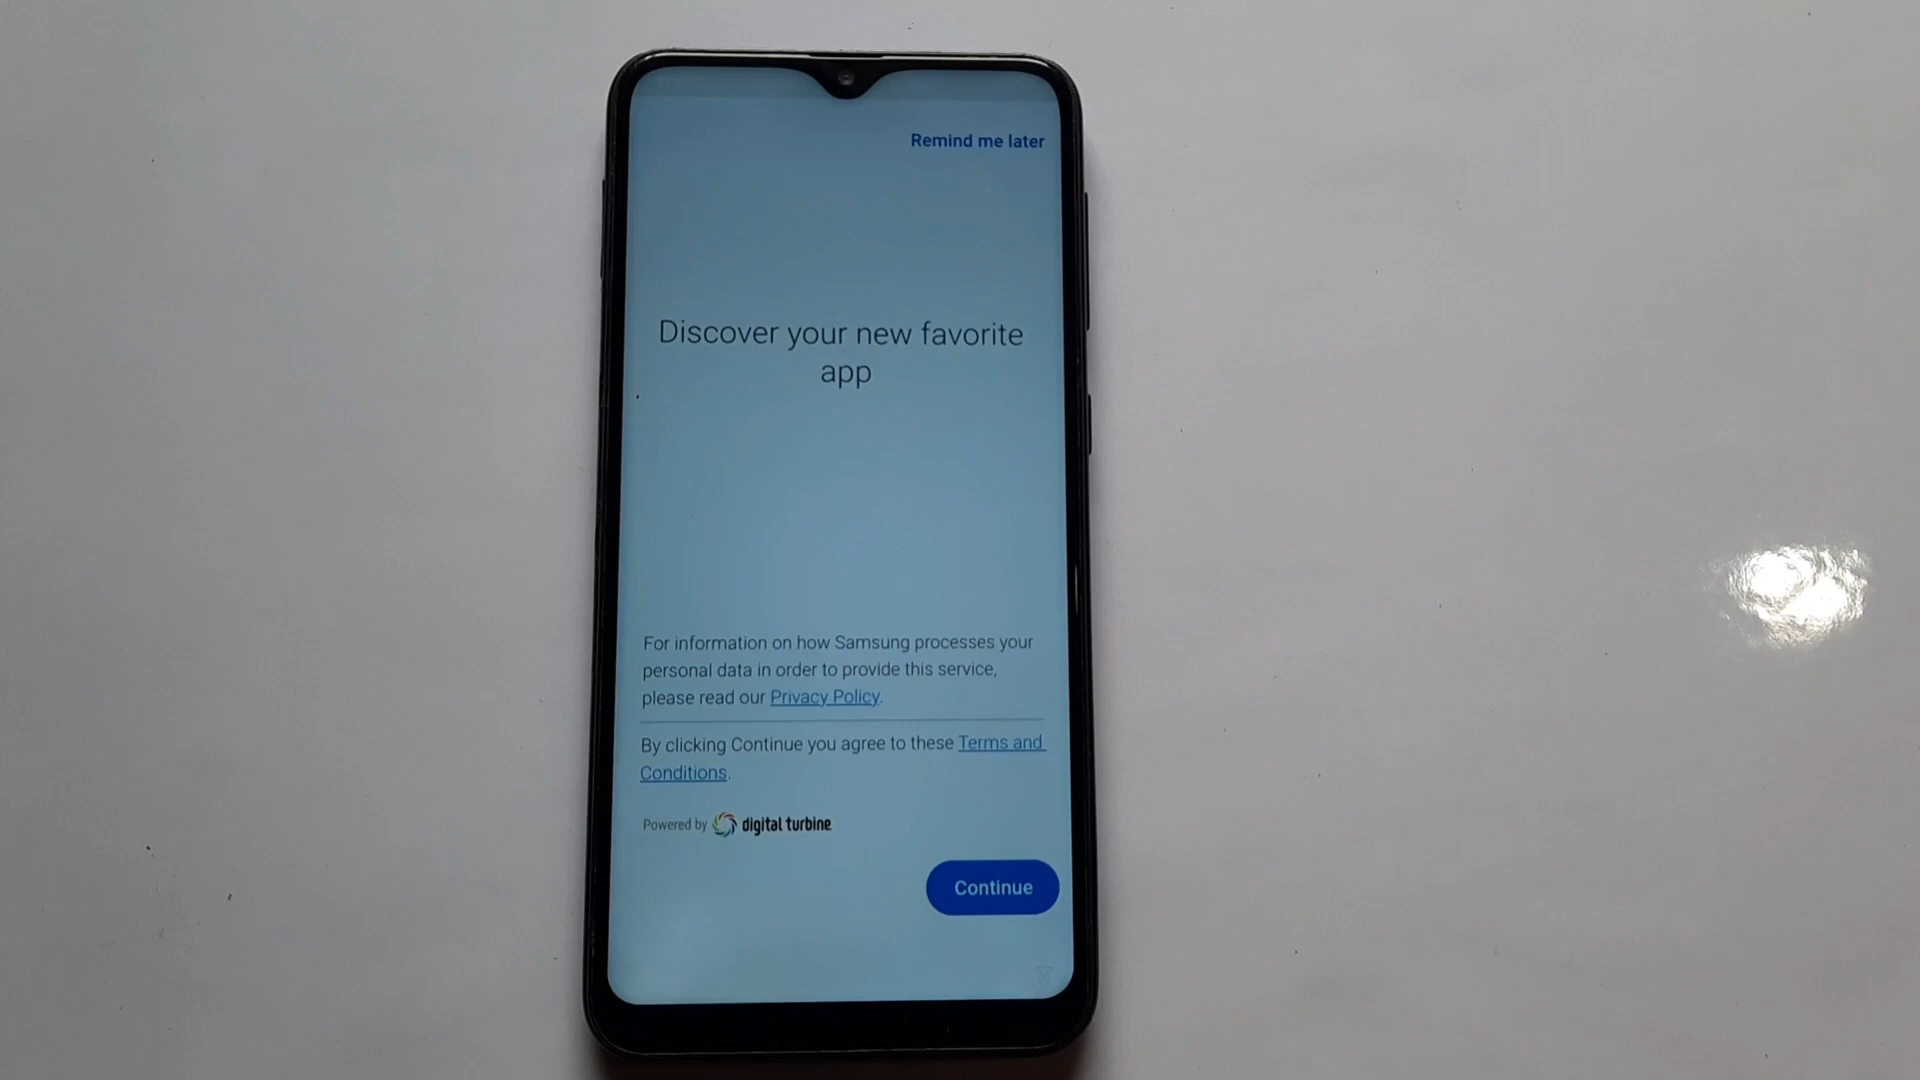 Remind me later
Discover your new favorite
app
For information on how Samsung processes your
personal data in order to provide this service,
please read our Privacy Policy.
By clicking Continue you agree to these Terms and
Conditions.
Powered by digital turbine
Continue